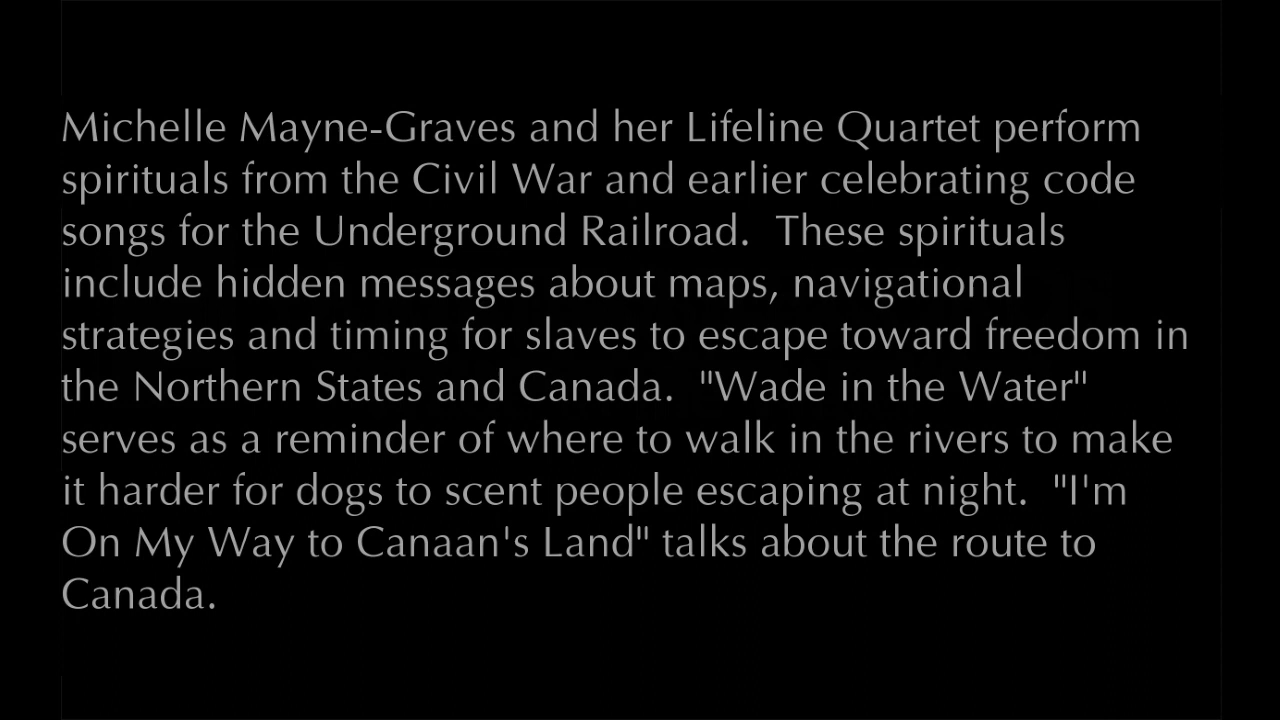 Michelle Mayne-Graves and her Lifeline Quartet perform
spirituals from the Civil War and earlier celebrating code
songs for the Underground Railroad.  These spirituals
include hidden messages about maps, navigational
strategies and timing for slaves to escape toward freedom in
the Northern States and Canada.  "Wade in the Water"
serves as a reminder of where to walk in the rivers to make
it harder for dogs to scent people escaping at night.  "I'm
On My Way to Canaan's Land" talks about the route to
Canada.